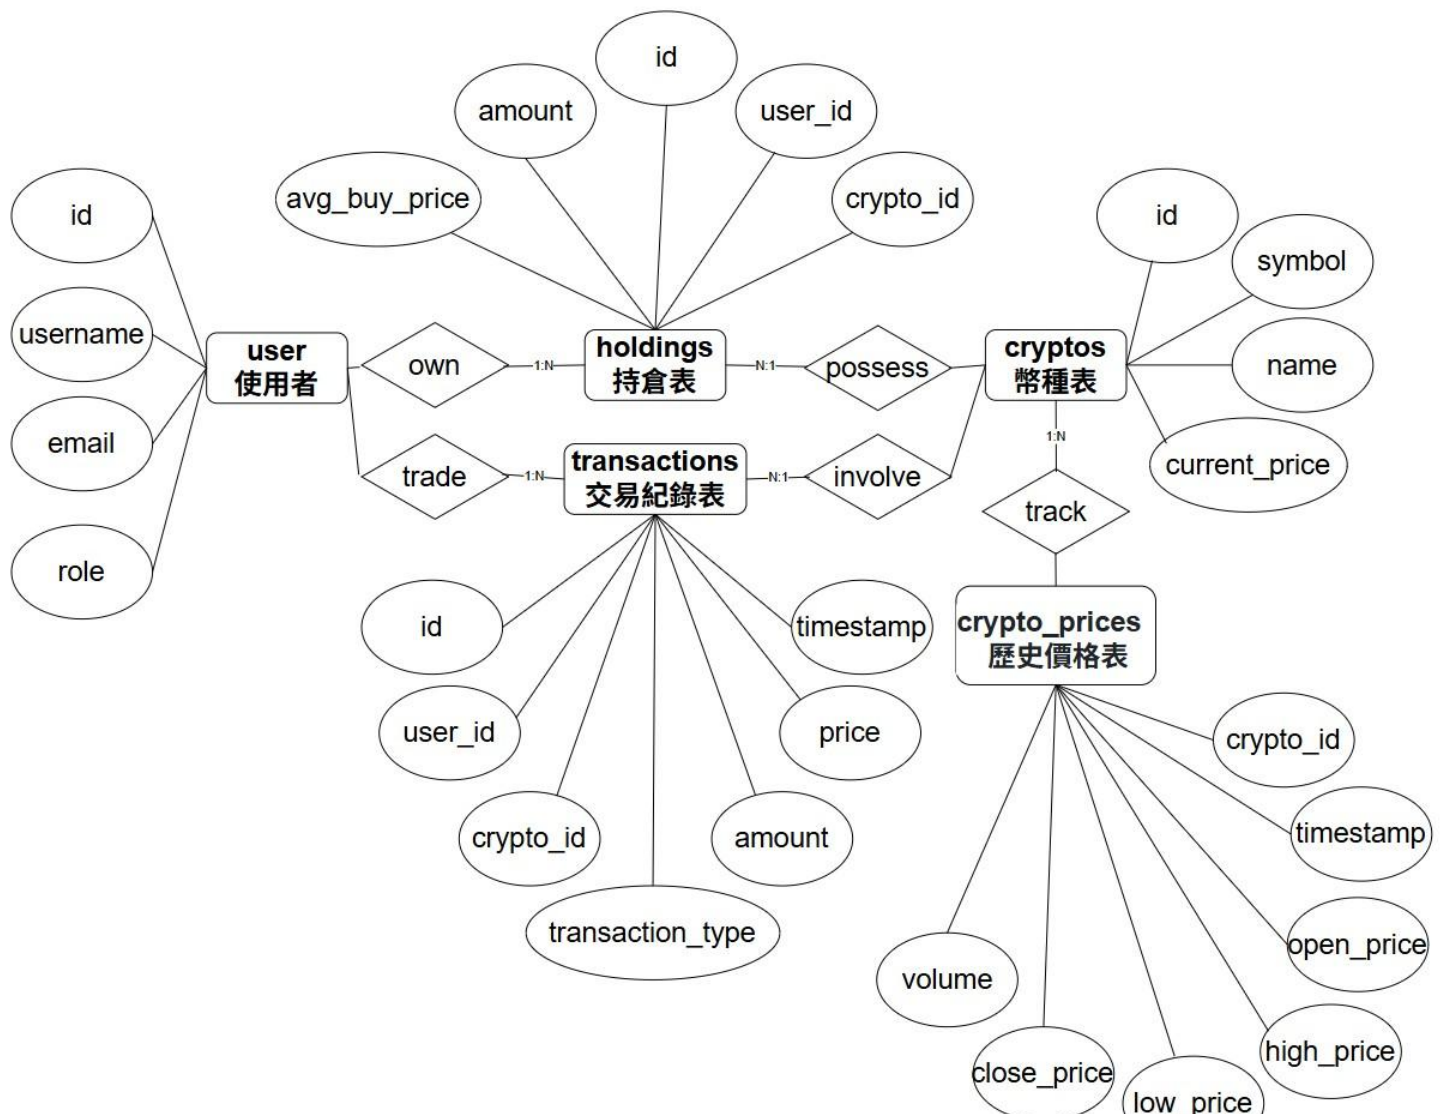 id
amount
user_id
avg_buy_price
crypto_id
id
username
email
role
user
使用者
own
1:N
holdings
持倉表
N:1
possess
cryptos
幣種表
id
symbol
name
current_price
trade
1:N
transactions
交易紀錄表
N:1
involve
1:N
track
id
user_id
crypto_id
transaction_type
amount
price
timestamp
crypto_prices
歷史價格表
crypto_id
timestamp
open_price
high_price
low_price
close_price
volume